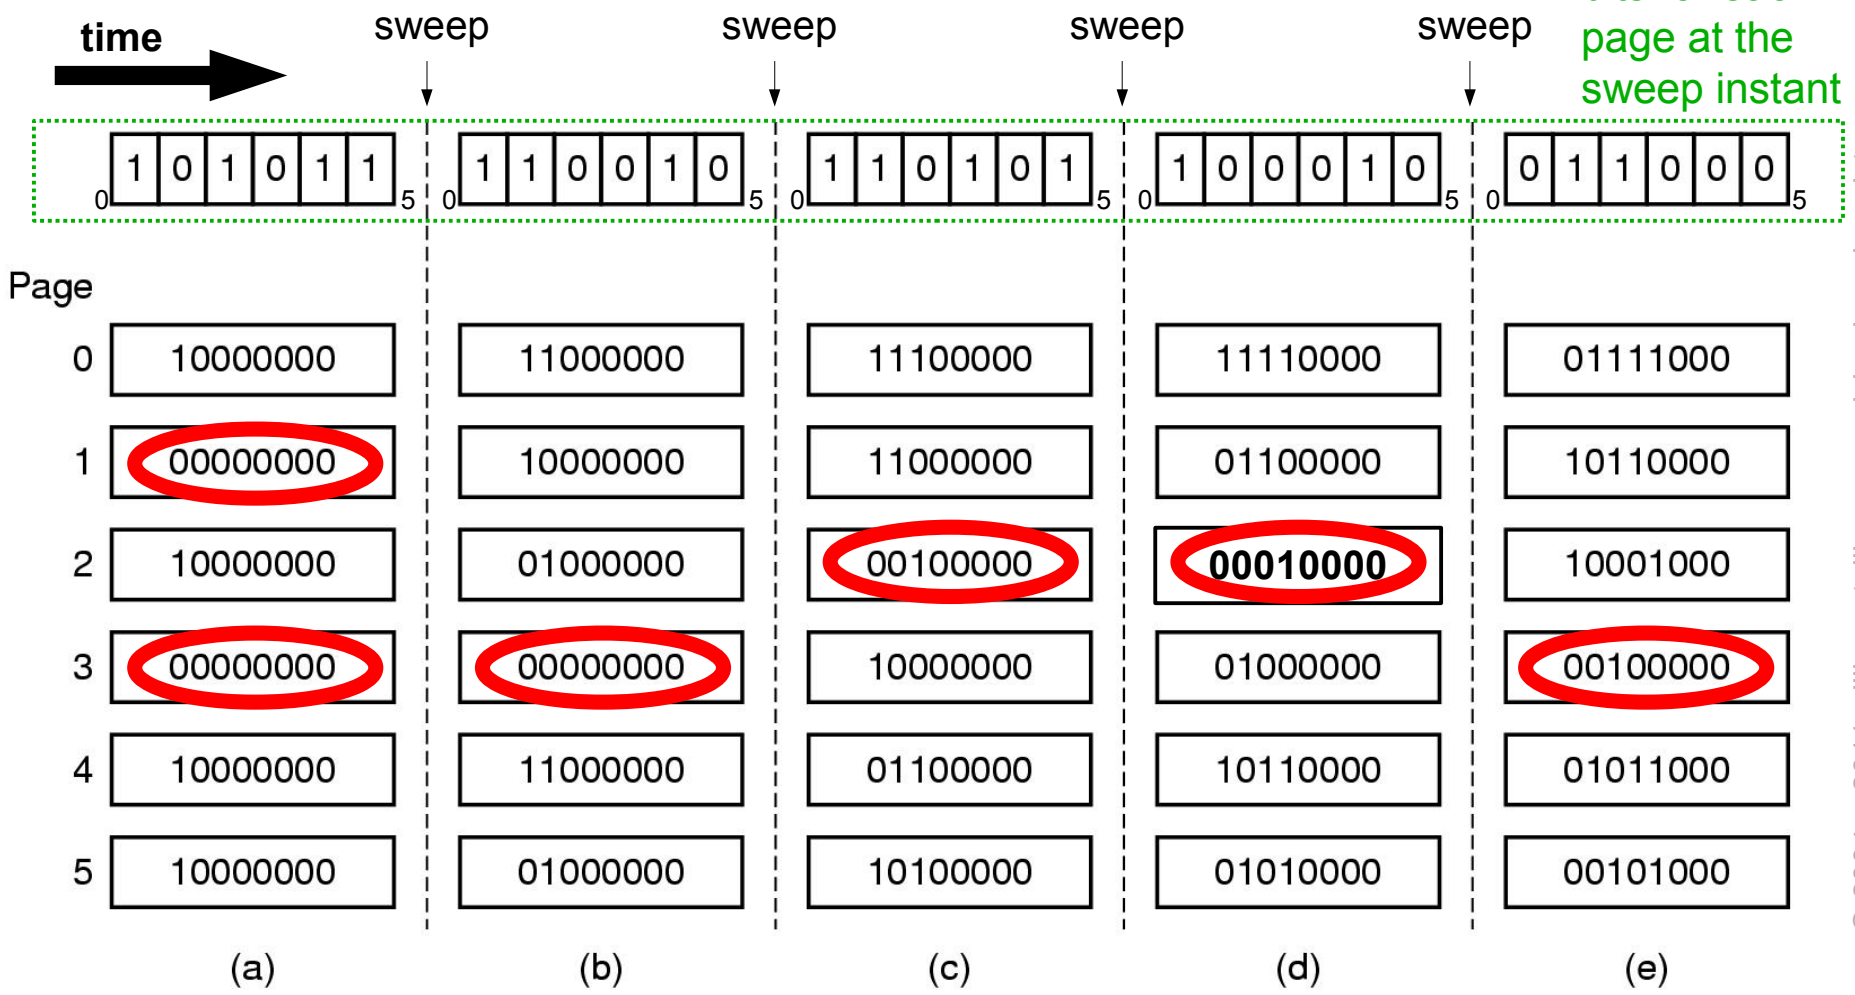 time
sweep sweep sweep sweep
page at the
sweep instant
1 0 1 0 1 1 1 1 0 0 1 0 1 1 0 1 0 1 1 0 0 0 1 0 0 1 1 0 0 0
0 5 0 5 0 5 0 5 0 5
Page
0 10000000 11000000 11100000 11110000 01111000
1 00000000 10000000 11000000 01100000 10110000
2 10000000 01000000 00100000 00010000 10001000
3 00000000 00000000 10000000 01000000 00100000
4 10000000 11000000 01100000 10110000 01011000
5 10000000 01000000 10100000 01010000 00101000
(a) (b) (c) (d) (e)